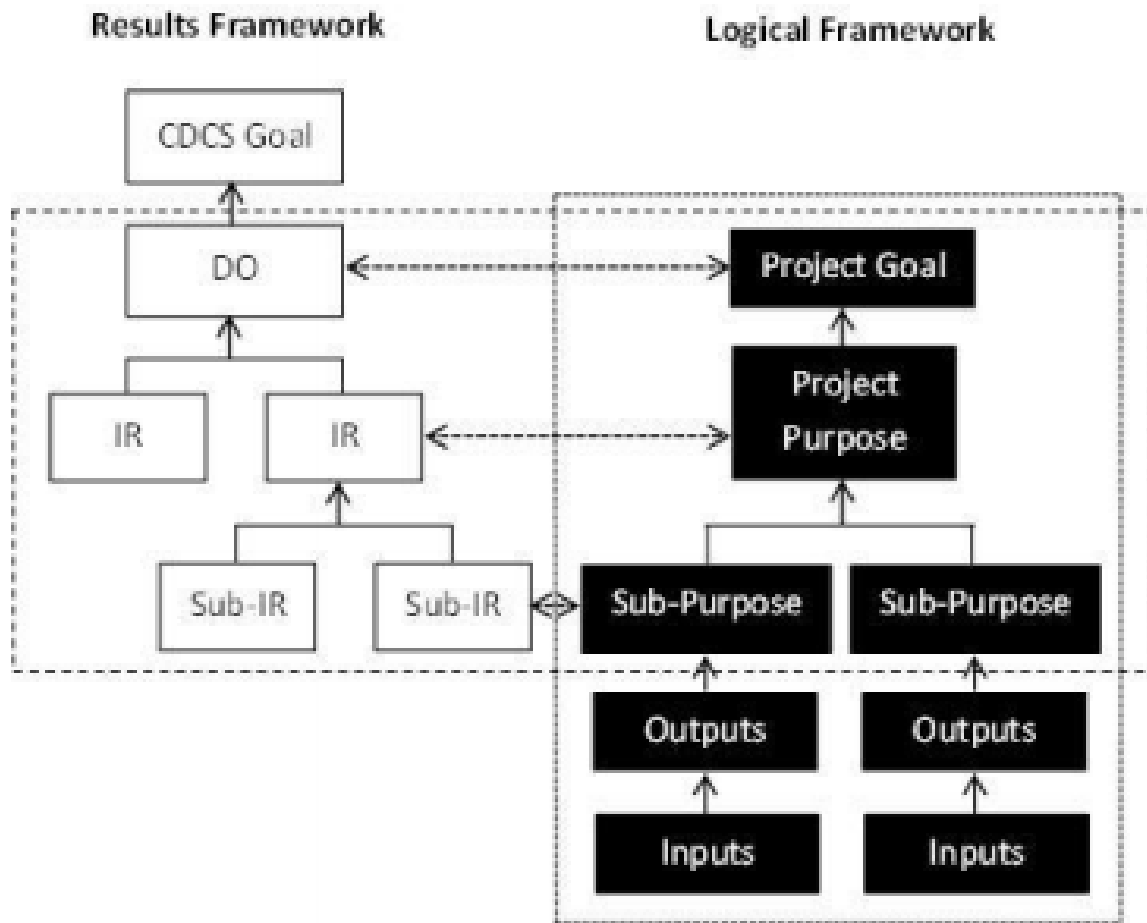 Results Framework
Logical Framework
CDCS Goal
DO
Project Goal
IR
IR
Project
Purpose
Sub-IR
Sub-IR
Sub-Purpose
Sub-Purpose
Outputs
Outputs
Inputs
Inputs